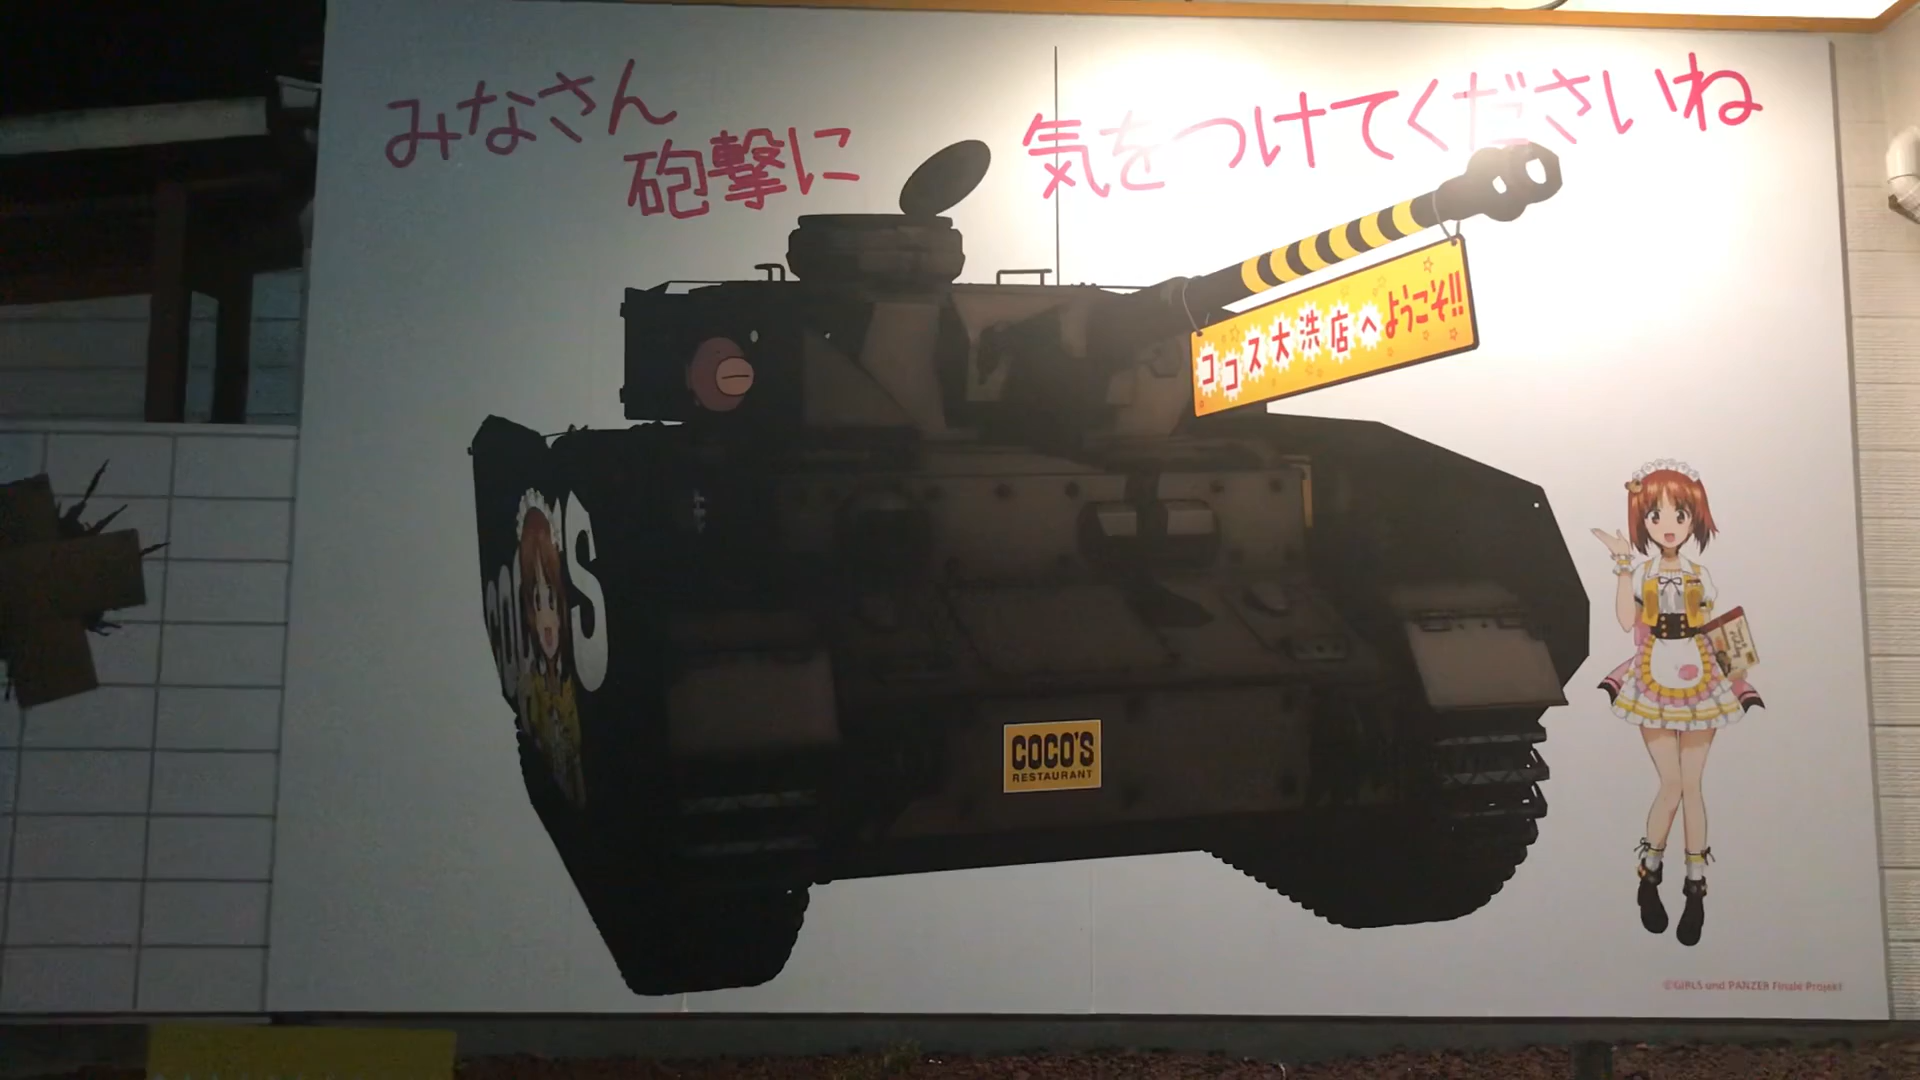 みなさん
砲撃に
気をつけてくださいね
ココス大洗店へようこそ!!
COCO'S
COCO'S
RESTAURANT
©GIRLS und PANZER Finale Projekt